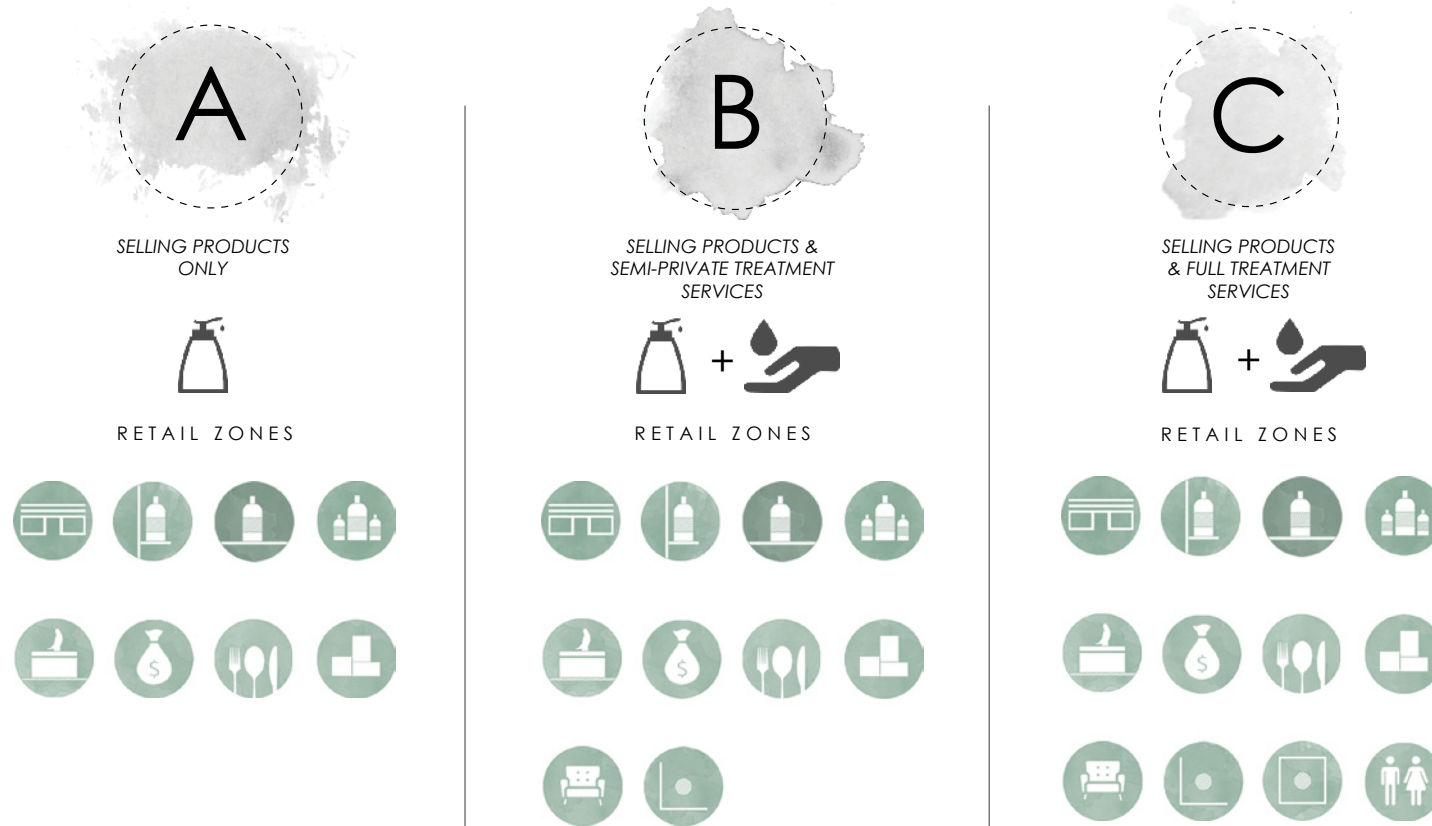 A
SELLING PRODUCTS
ONLY
RETAIL ZONES
$
B
SELLING PRODUCTS &
SEMI-PRIVATE TREATMENT
SERVICES
+
RETAIL ZONES
$
C
SELLING PRODUCTS
& FULL TREATMENT
SERVICES
+
RETAIL ZONES
$